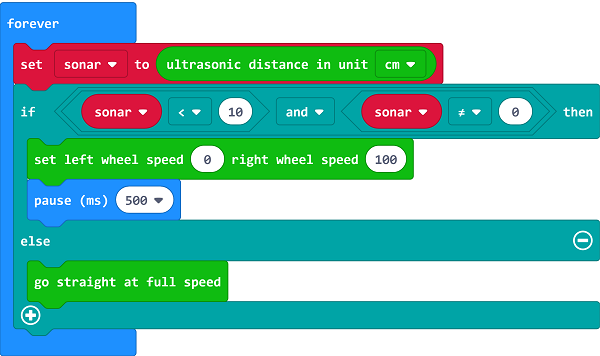 forever
set sonar to ultrasonic distance in unit cm
if sonar < 10 and sonar ≠ 0 then
set left wheel speed 0 right wheel speed 100
pause (ms) 500
else
go straight at full speed